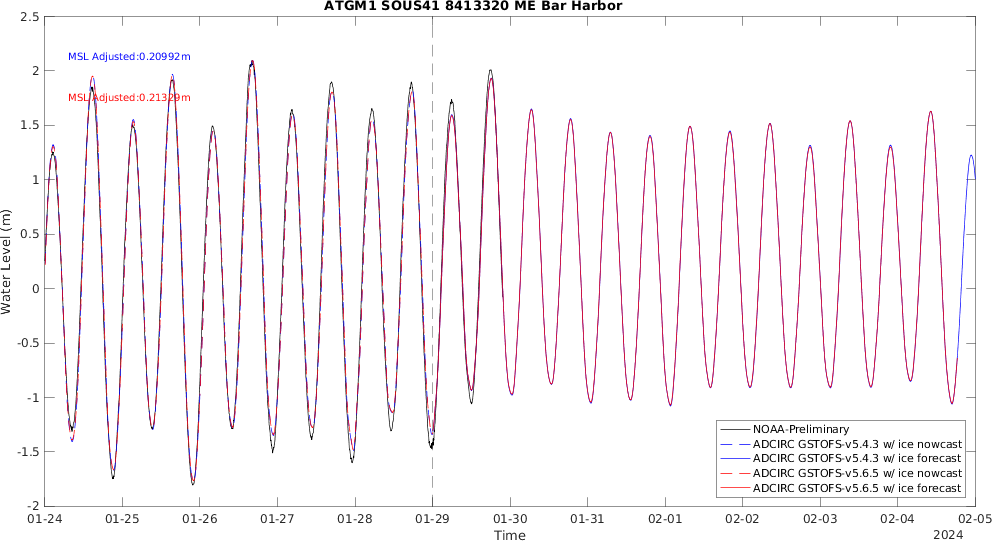 ATGM1 SOUS41 8413320 ME Bar Harbor
2.5
2
1.5
1
0.5
0
-0.5
-1
-1.5
-2
Water Level (m)
MSL Adjusted:0.20992m
MSL Adjusted:0.21329m
NOAA-Preliminary
ADCIRC GSTOFS-v5.4.3 w/ ice nowcast
ADCIRC GSTOFS-v5.4.3 w/ ice forecast
ADCIRC GSTOFS-v5.6.5 w/ ice nowcast
ADCIRC GSTOFS-v5.6.5 w/ ice forecast
01-24 01-25 01-26 01-27 01-28 01-29 01-30 01-31 02-01 02-02 02-03 02-04 02-05
Time
2024